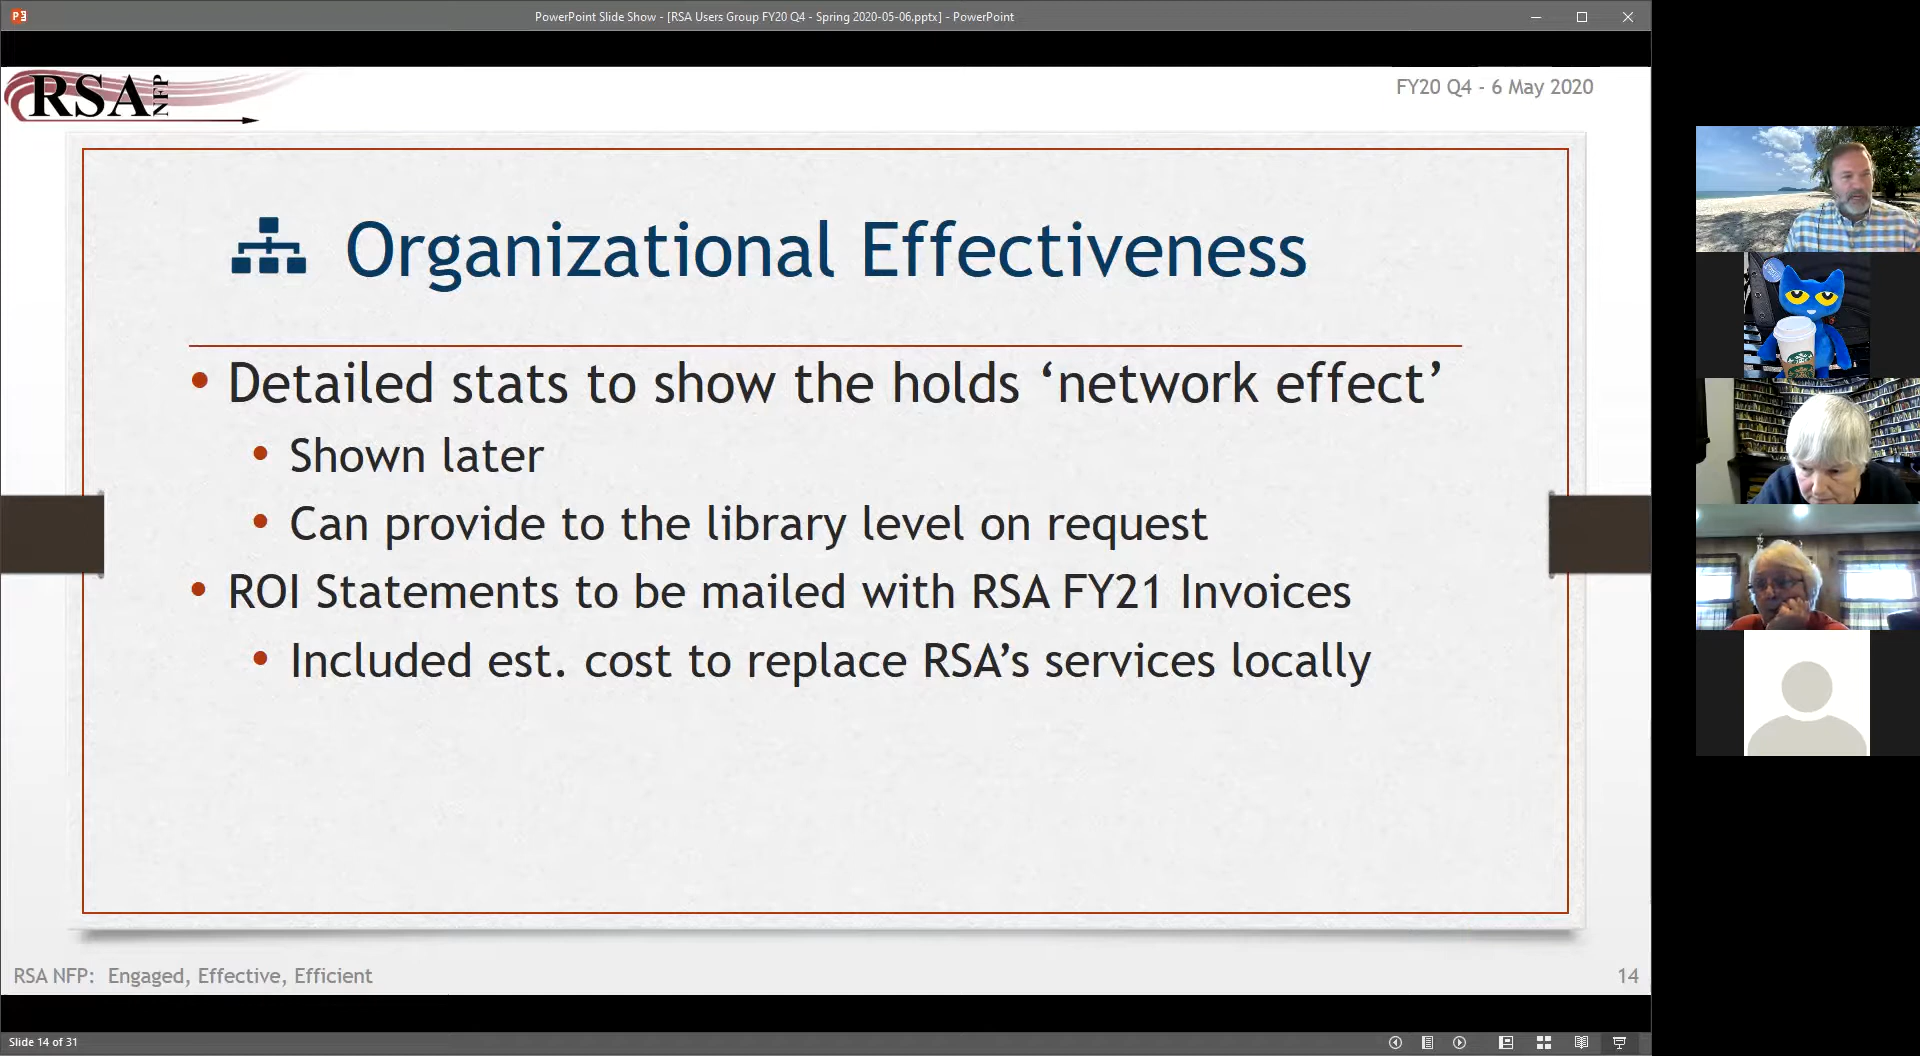 PowerPoint Slide Show - [RSA Users Group FY20 Q4 - Spring 2020-05-06.pptx] - PowerPoint
RSA NFP
FY20 Q4 - 6 May 2020
Organizational Effectiveness
• Detailed stats to show the holds ‘network effect’
• Shown later
• Can provide to the library level on request
• ROI Statements to be mailed with RSA FY21 Invoices
• Included est. cost to replace RSA’s services locally
RSA NFP: Engaged, Effective, Efficient
14
Slide 14 of 31